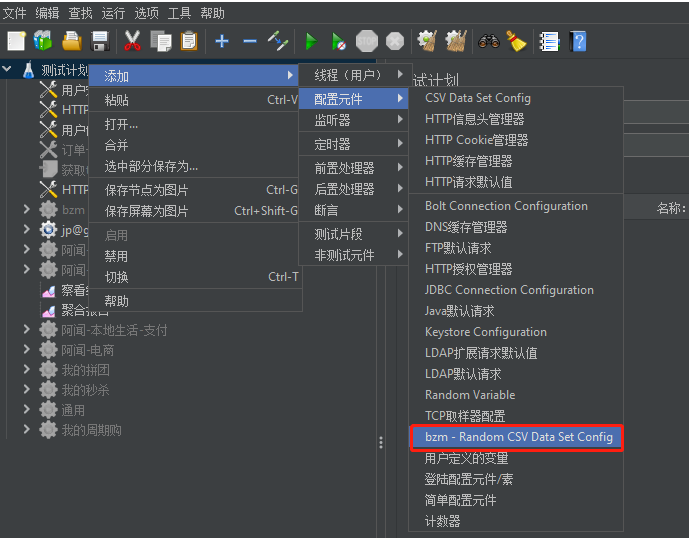 文件 编辑 查找 运行 选项 工具 帮助
测试计划
用户
HTTP
用户
订单
获取
HTTP
bzm
jp@g
阿闻
阿闻
察看
聚合报告
阿闻-本地生活-支付
阿闻-电商
我的拼团
我的秒杀
通用
我的周期购
添加
粘贴 Ctrl-V
打开...
合并
选中部分保存为...
保存节点为图片 Ctrl-G
保存屏幕为图片 Ctrl+Shift-G
启用
禁用
切换 Ctrl-T
帮助
线程（用户）
配置元件
监听器
定时器
前置处理器
后置处理器
断言
测试片段
非测试元件
试计划
名称:
CSV Data Set Config
HTTP信息头管理器
HTTP Cookie管理器
HTTP缓存管理器
HTTP请求默认值
Bolt Connection Configuration
DNS缓存管理器
FTP默认请求
HTTP授权管理器
JDBC Connection Configuration
Java默认请求
Keystore Configuration
LDAP扩展请求默认值
LDAP默认请求
Random Variable
TCP取样器配置
bzm - Random CSV Data Set Config
用户定义的变量
登陆配置元件/素
简单配置元件
计数器